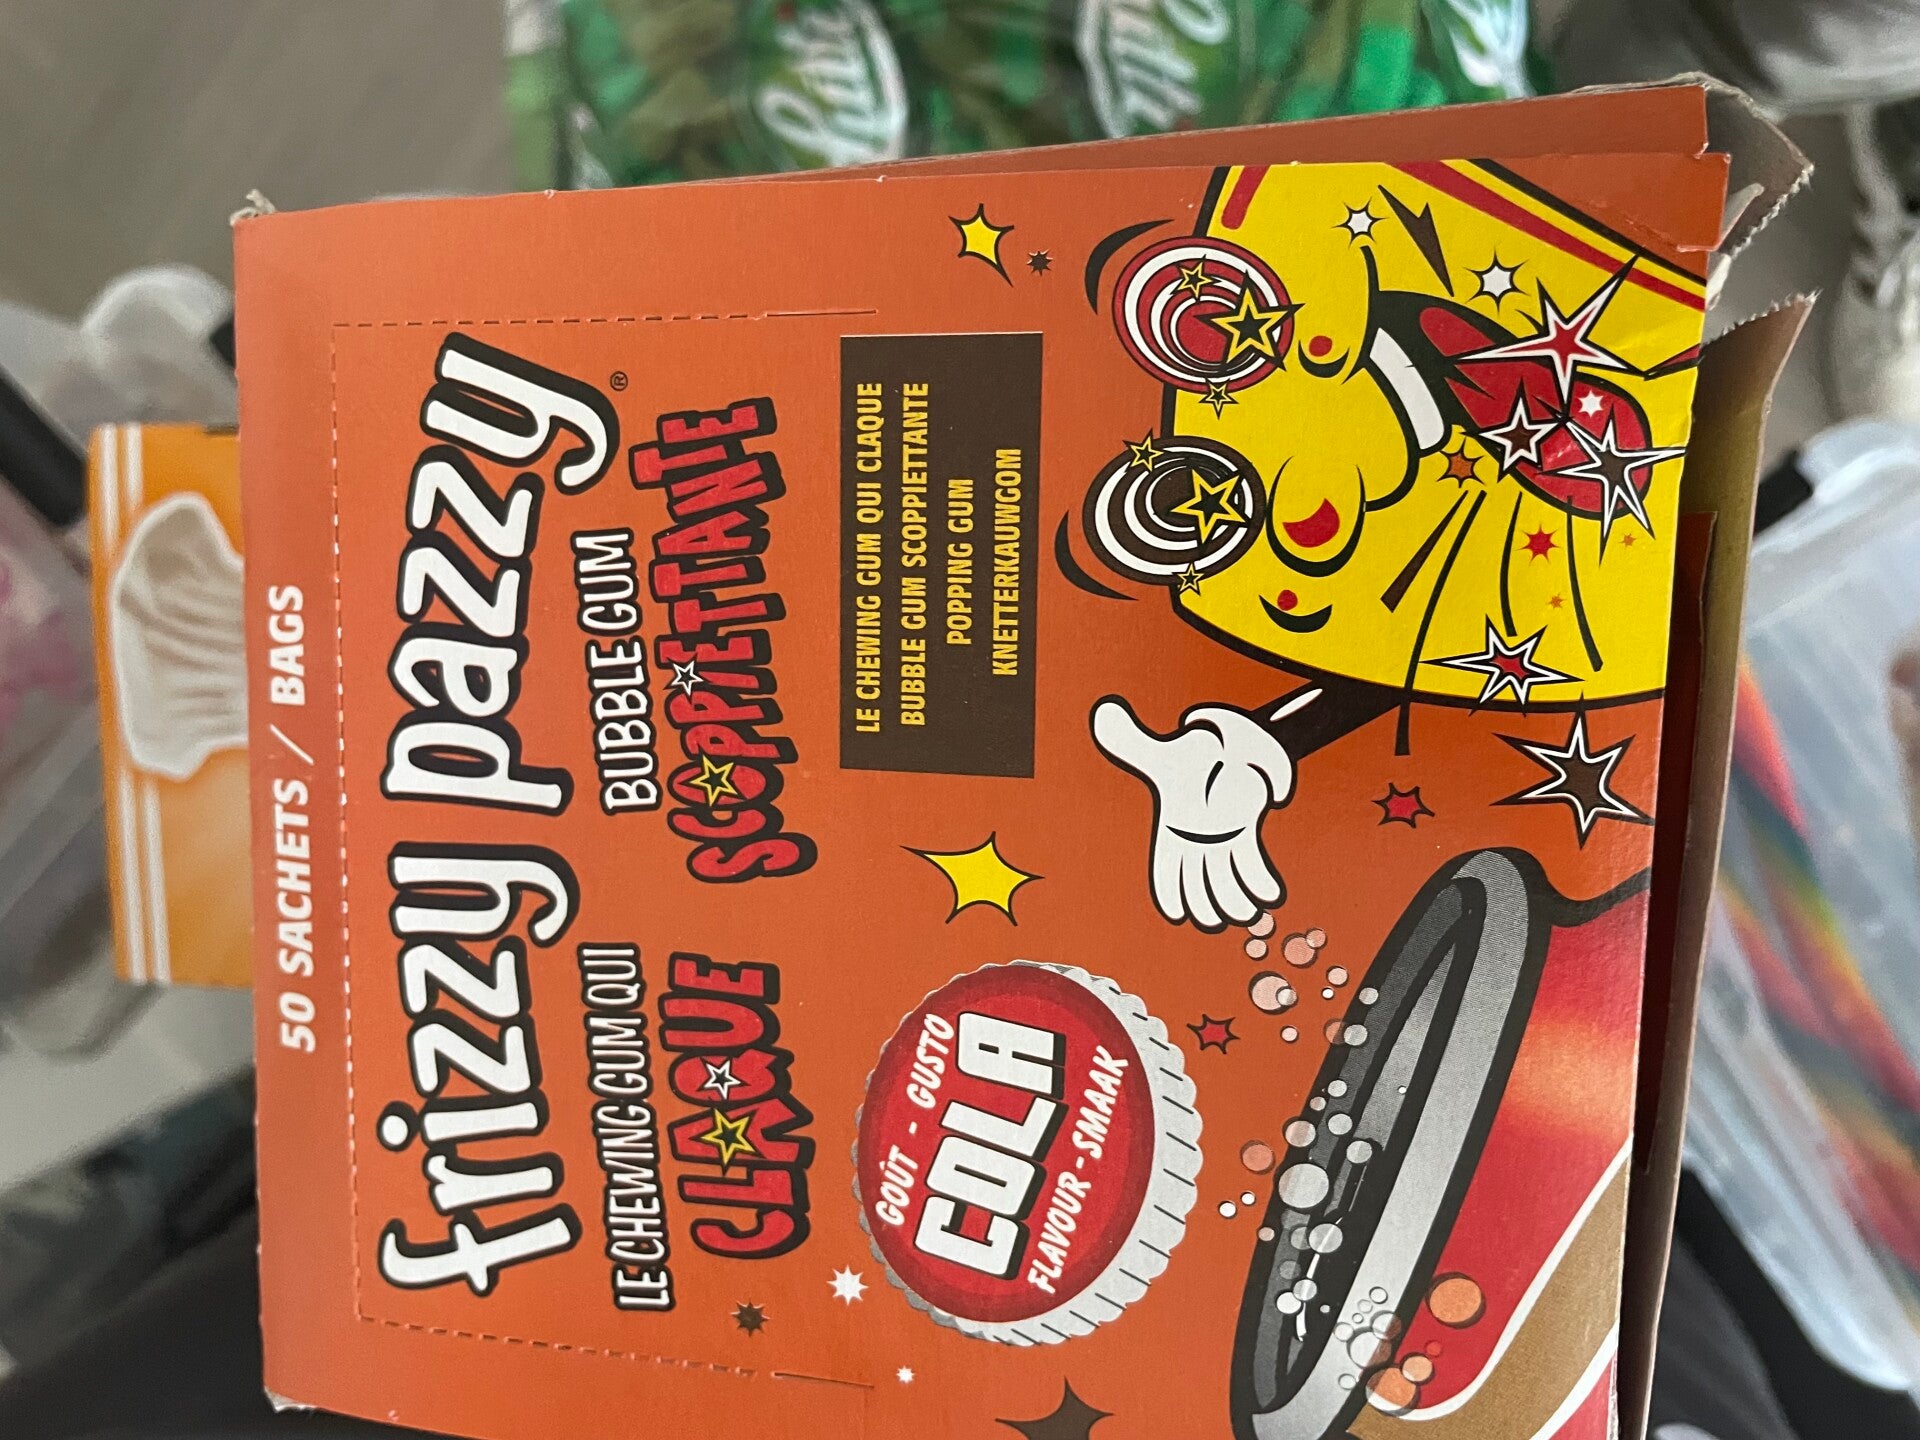 50 SACHETS / BAGS
frizzy pazzy®
LE CHEWING GUM QUI
CLAQUE
BUBBLE GUM
SCOPPIETTANTE
LE CHEWING GUM QUI CLAQUE
BUBBLE GUM SCOPPIETTANTE
POPPING GUM
KNETTERKAUWGOM
GOÛT - GUSTO
COLA
FLAVOUR - SMAAK